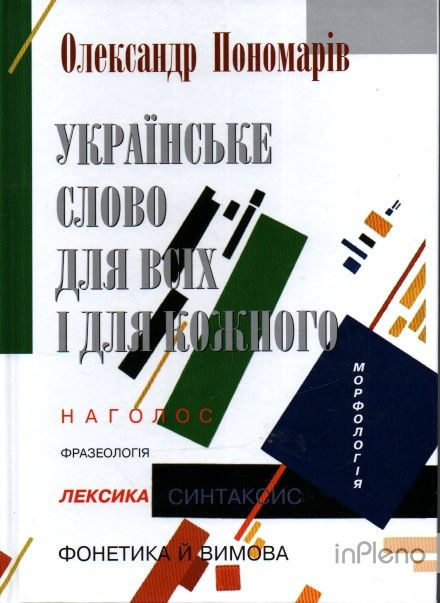 Олександр Пономарів
УКРАЇНСЬКЕ
СЛОВО
ДЛЯ ВСІХ
І ДЛЯ КОЖНОГО
НАГОЛОС
МОРФОЛОГІЯ
ФРАЗЕОЛОГІЯ
ЛЕКСИКА СИНТАКСИС
ФОНЕТИКА Й ВИМОВА
inPleno